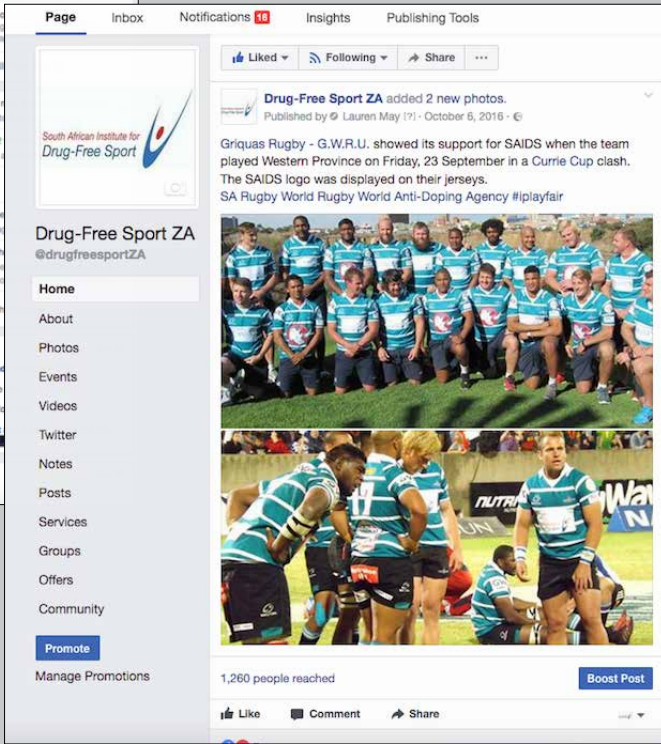 Page Inbox Notifications 16 Insights Publishing Tools
South African Institute for
Drug-Free Sport
Drug-Free Sport ZA
@drugfreesportZA
Home
About
Photos
Events
Videos
Twitter
Notes
Posts
Services
Groups
Offers
Community
Promote
Manage Promotions
Liked Following Share ...
Drug-Free Sport ZA added 2 new photos.
Published by Lauren May [?] · October 6, 2016 ·
Griquas Rugby - G.W.R.U. showed its support for SAIDS when the team
played Western Province on Friday, 23 September in a Currie Cup clash.
The SAIDS logo was displayed on their jerseys.
SA Rugby World Rugby World Anti-Doping Agency #iplayfair
17
NUTRI
1,260 people reached
Boost Post
Like Comment Share